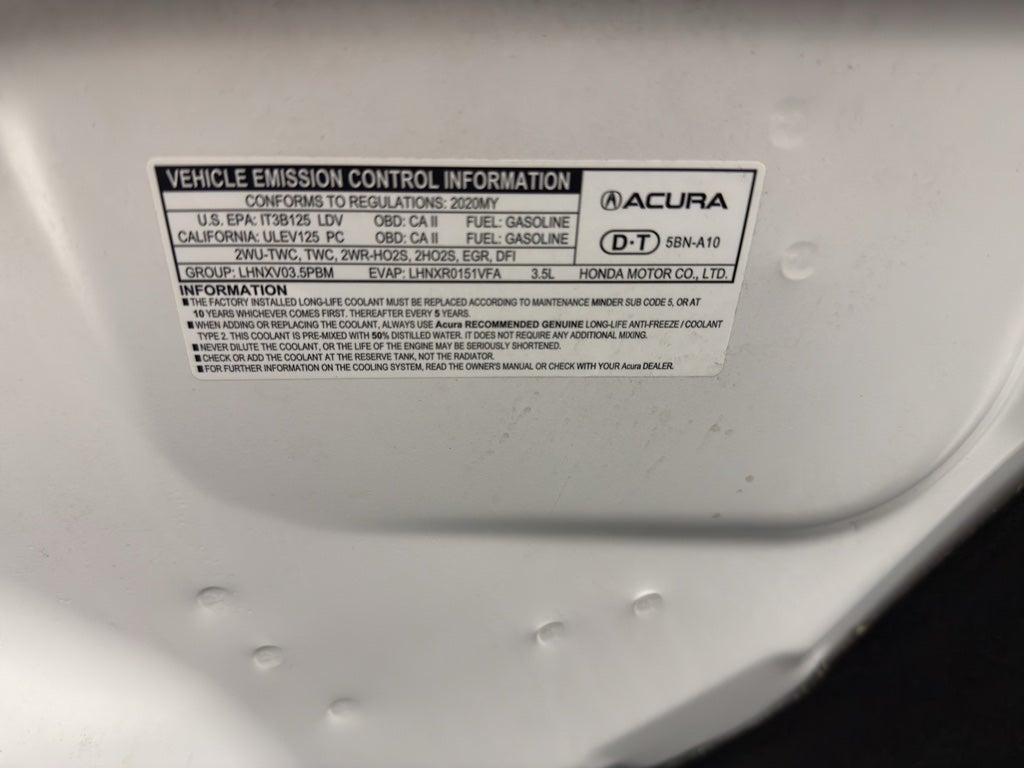 VEHICLE EMISSION CONTROL INFORMATION
CONFORMS TO REGULATIONS: 2020MY
U.S. EPA: IT3B125 LDV OBD: CA II FUEL: GASOLINE
CALIFORNIA: ULEV125 PC OBD: CA II FUEL: GASOLINE
2WU-TWC, TWC, 2WR-HO2S, 2HO2S, EGR, DFI
GROUP: LHNXV03.5PBM EVAP: LHNXR0151VFA 3.5L
ACURA
D·T 5BN-A10
HONDA MOTOR CO., LTD.
INFORMATION
■ THE FACTORY INSTALLED LONG-LIFE COOLANT MUST BE REPLACED ACCORDING TO MAINTENANCE MINDER SUB CODE 5, OR AT
10 YEARS WHICHEVER COMES FIRST. THEREAFTER EVERY 5 YEARS.
■ WHEN ADDING OR REPLACING THE COOLANT, ALWAYS USE Acura RECOMMENDED GENUINE LONG-LIFE ANTI-FREEZE / COOLANT
TYPE 2. THIS COOLANT IS PRE-MIXED WITH 50% DISTILLED WATER. IT DOES NOT REQUIRE ANY ADDITIONAL MIXING.
■ NEVER DILUTE THE COOLANT, OR THE LIFE OF THE ENGINE MAY BE SERIOUSLY SHORTENED.
■ CHECK OR ADD THE COOLANT AT THE RESERVE TANK, NOT THE RADIATOR.
■ FOR FURTHER INFORMATION ON THE COOLING SYSTEM, READ THE OWNER'S MANUAL OR CHECK WITH YOUR Acura DEALER.